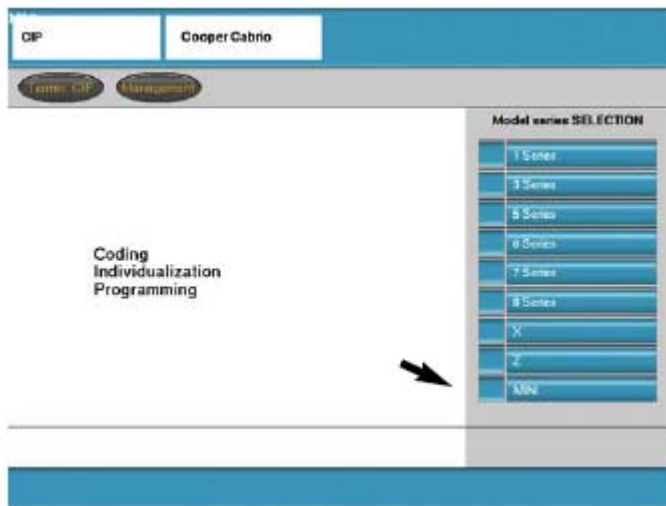 CIP
Cooper Cabrio
Termin. CIP
Management
Model series SELECTION
1 Series
3 Series
5 Series
6 Series
7 Series
8 Series
X
Z
MINI
Coding
Individualization
Programming